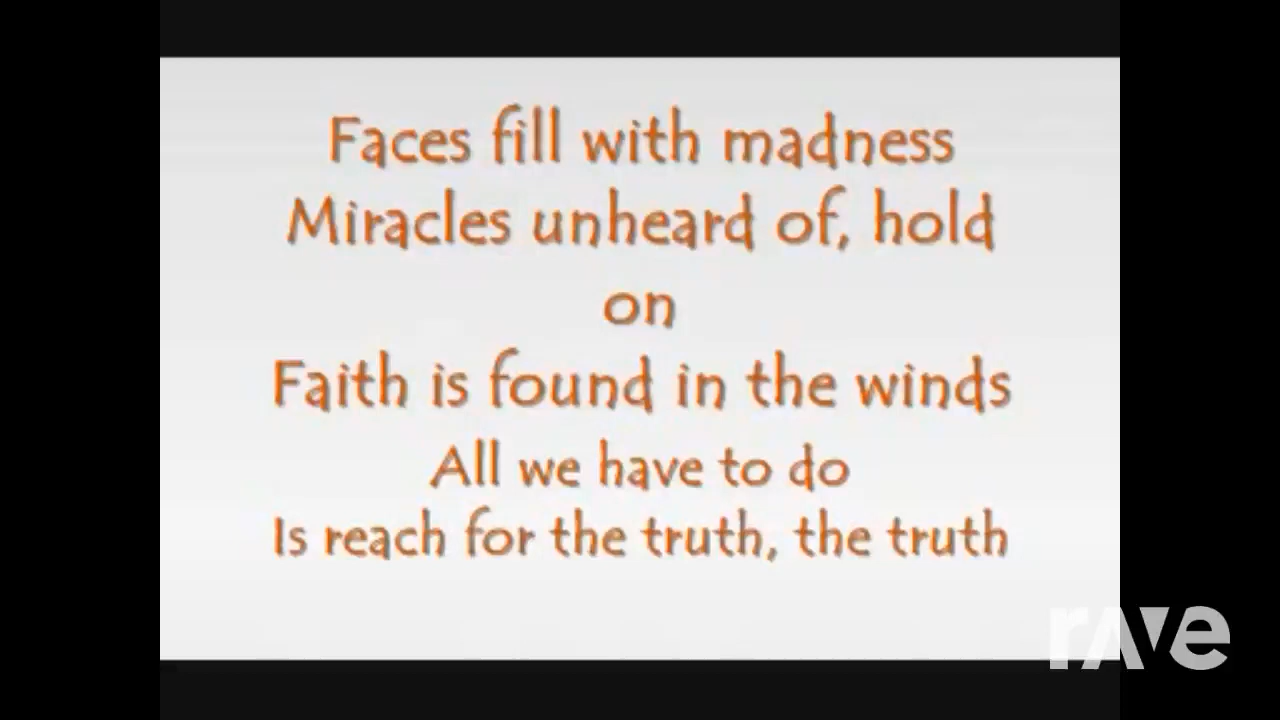 Faces fill with madness
Miracles unheard of, hold
on
Faith is found in the winds
All we have to do
Is reach for the truth, the truth
rave